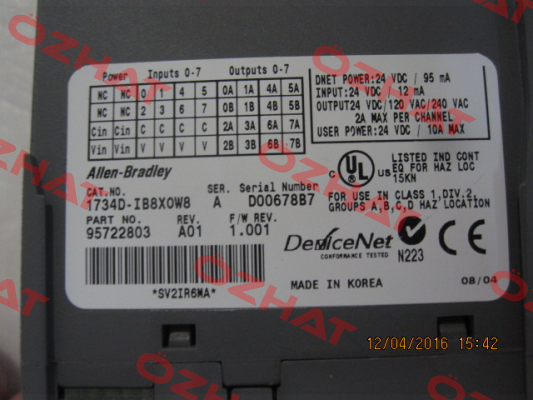 Power Inputs 0-7 Outputs 0-7
NC NC 0 1 4 5 0A 1A 4A 5A
NC NC 2 3 6 7 0B 1B 4B 5B
Cin Cin C C C C 2A 3A 6A 7A
Vin Vin V V V V 2B 3B 6B 7B
DNET POWER:24 VDC / 95 mA
INPUT:24 VDC / 12 mA
OUTPUT24 VDC/120 VAC/240 VAC
2A MAX PER CHANNEL
USER POWER:24 VDC / 10A MAX
Allen-Bradley
CAT.NO. SER. Serial Number
1734D-IB8XOW8 A D00678B7
PART NO. REV. F/W REV.
95722803 A01 1.001
C UL US LISTED IND CONT
EQ FOR HAZ LOC
15KN
FOR USE IN CLASS 1,DIV.2,
GROUPS A,B,C,D HAZ LOCATION
DeviceNet
CONFORMANCE TESTED
N223
*SV2IR6MA*
MADE IN KOREA 08/04
12/04/2016 15:42
OZHAT
OZHAT
OZHAT
OZHAT
OZHAT